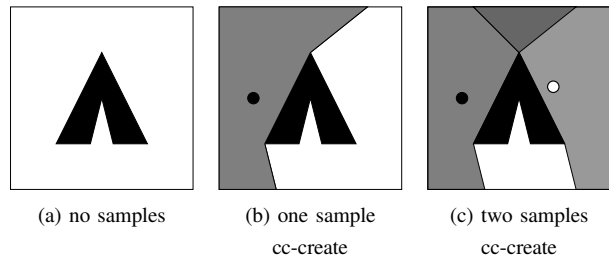 (a) no samples
(b) one sample
cc-create
(c) two samples
cc-create